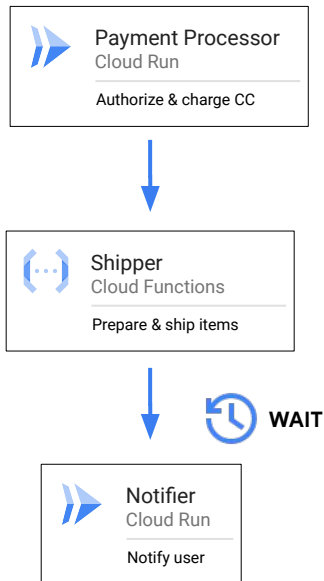 Payment Processor
Cloud Run
Authorize & charge CC
Shipper
Cloud Functions
Prepare & ship items
WAIT
Notifier
Cloud Run
Notify user